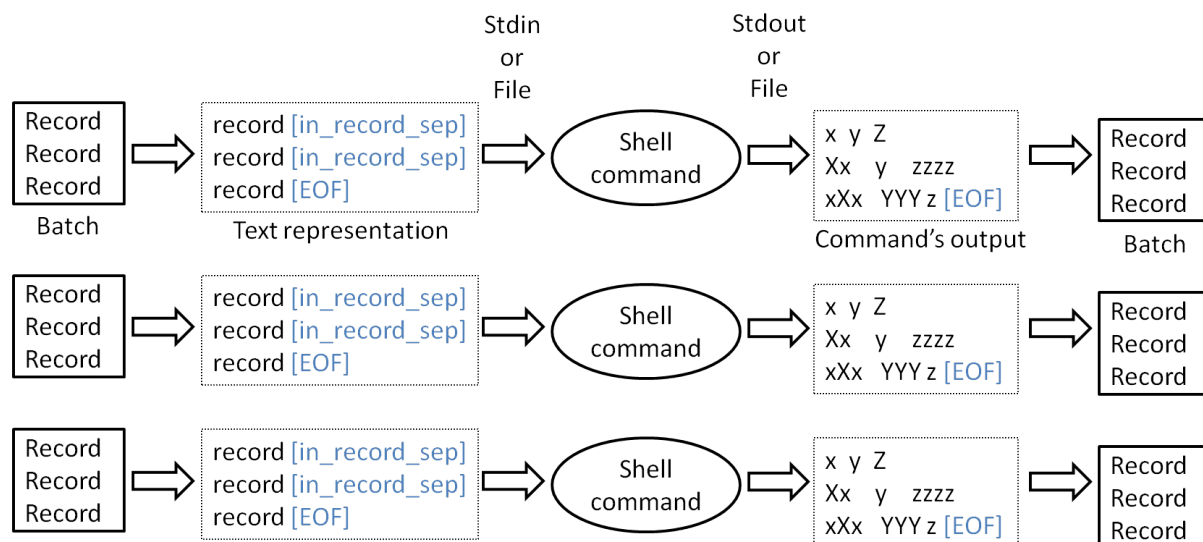 Stdin
or
File
Stdout
or
File
Record
Record
Record
Batch
record [in_record_sep]
record [in_record_sep]
record [EOF]
Text representation
Shell
command
x y Z
Xx y zzzz
xXx YYY z [EOF]
Command's output
Record
Record
Record
Batch
Record
Record
Record
record [in_record_sep]
record [in_record_sep]
record [EOF]
Shell
command
x y Z
Xx y zzzz
xXx YYY z [EOF]
Record
Record
Record
Record
Record
Record
record [in_record_sep]
record [in_record_sep]
record [EOF]
Shell
command
x y Z
Xx y zzzz
xXx YYY z [EOF]
Record
Record
Record